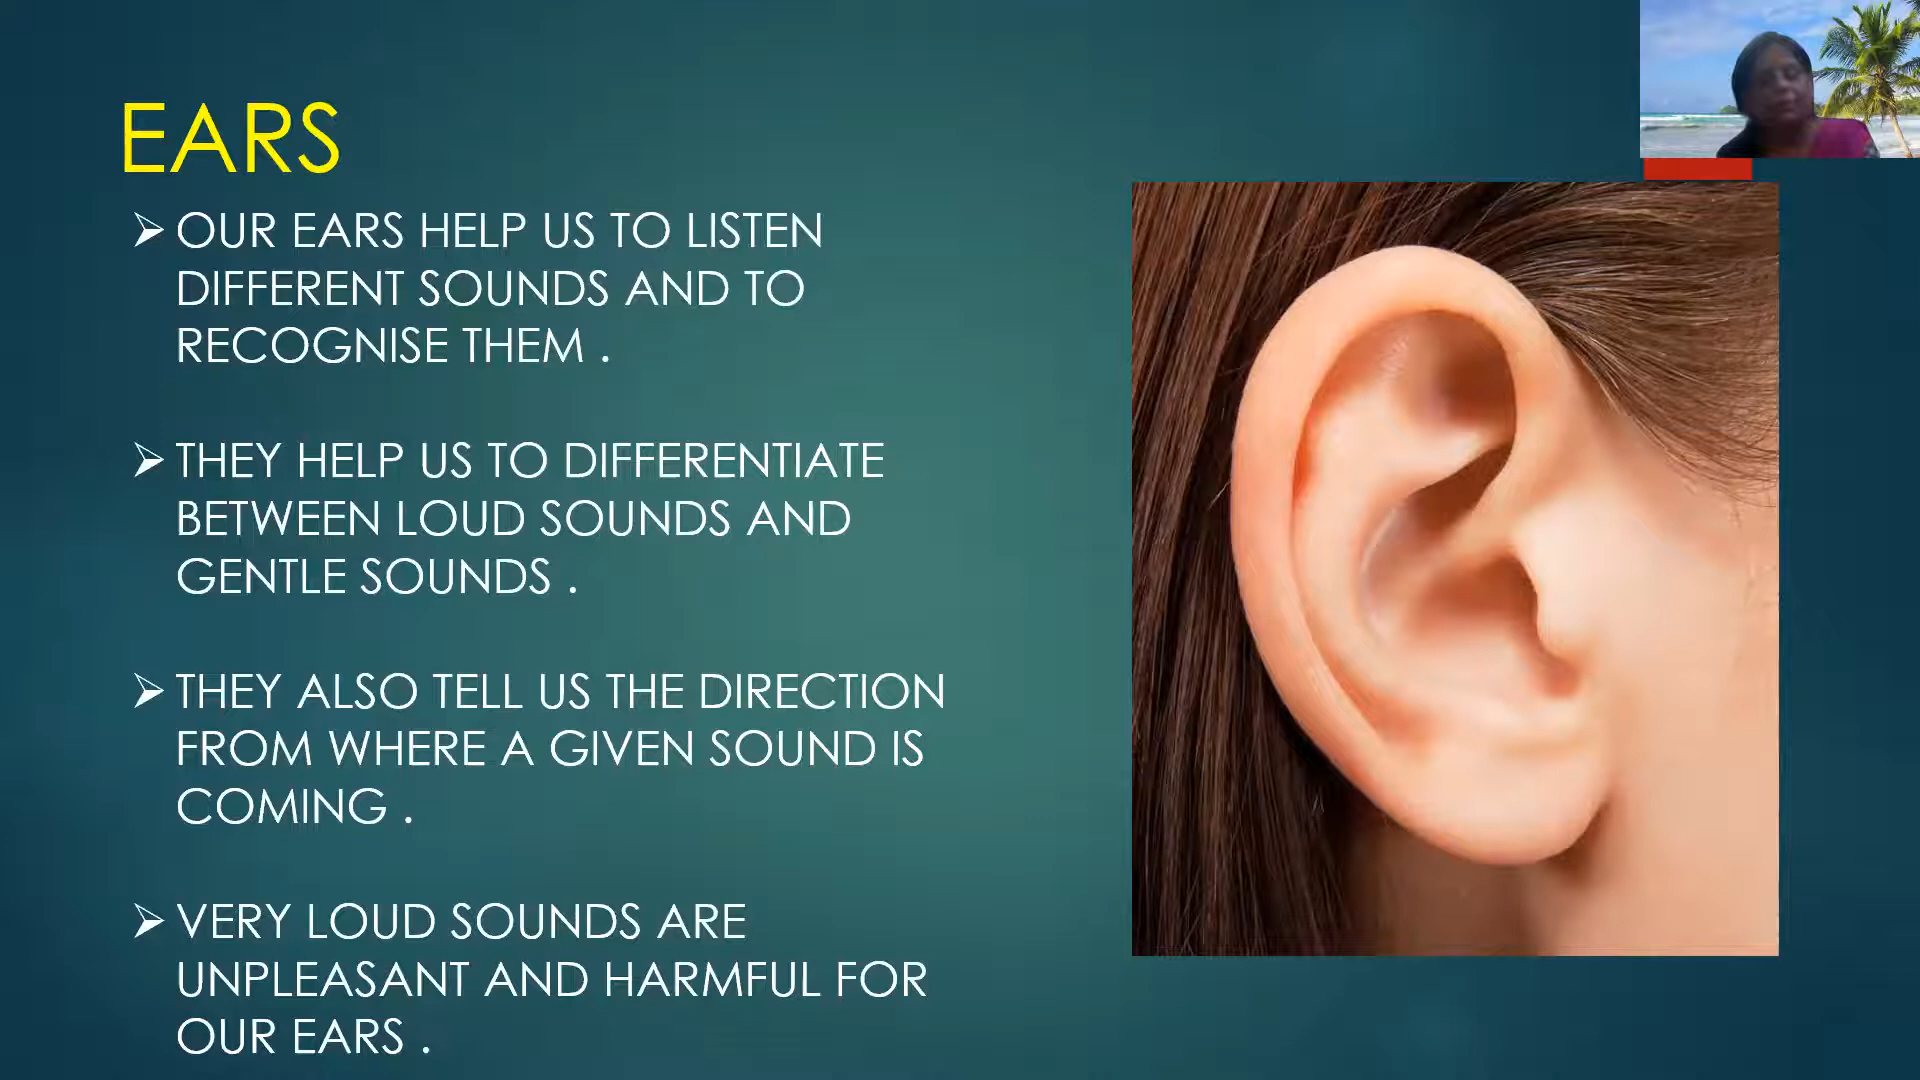 EARS
➢ OUR EARS HELP US TO LISTEN
DIFFERENT SOUNDS AND TO
RECOGNISE THEM .
➢ THEY HELP US TO DIFFERENTIATE
BETWEEN LOUD SOUNDS AND
GENTLE SOUNDS .
➢ THEY ALSO TELL US THE DIRECTION
FROM WHERE A GIVEN SOUND IS
COMING .
➢ VERY LOUD SOUNDS ARE
UNPLEASANT AND HARMFUL FOR
OUR EARS .